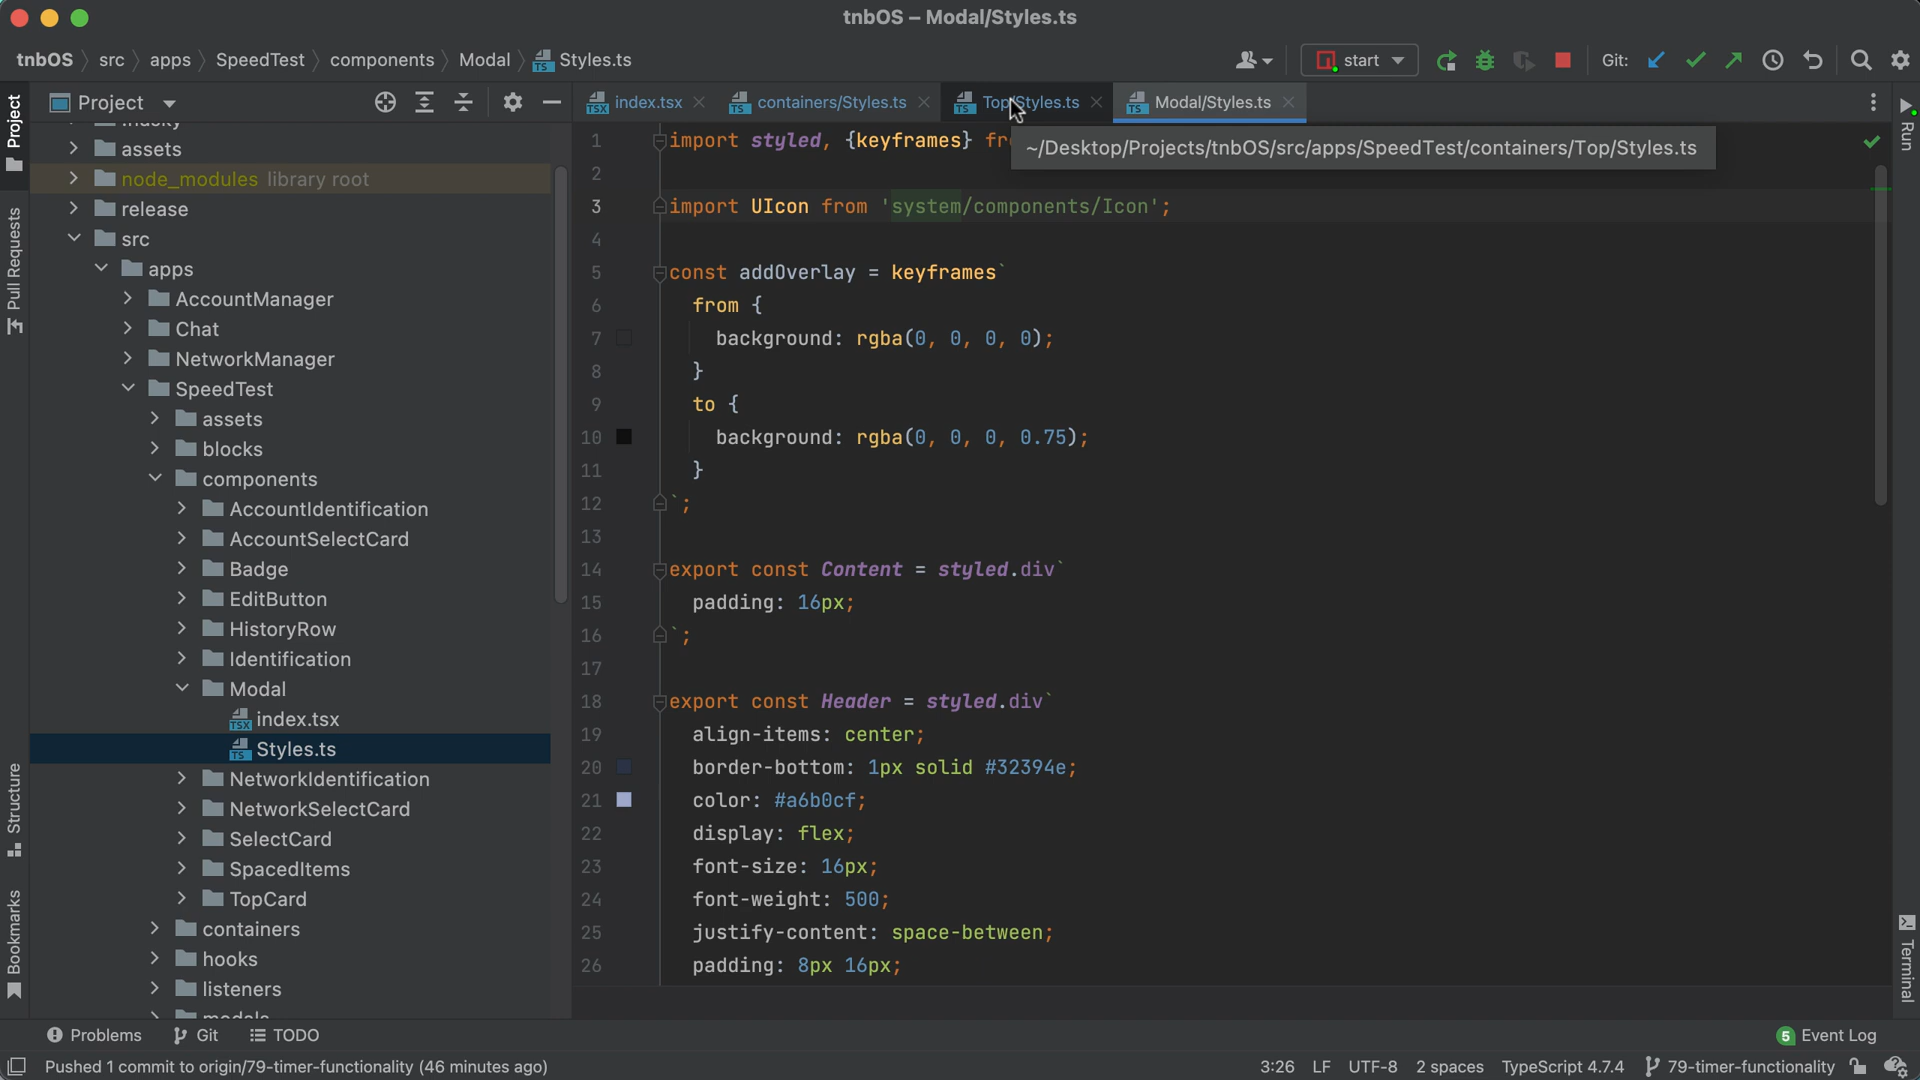 tnbOS – Modal/Styles.ts
tnbOS src apps SpeedTest components Modal Styles.ts
start Git:
Project
index.tsx containers/Styles.ts Top/Styles.ts Modal/Styles.ts
~/Desktop/Projects/tnbOS/src/apps/SpeedTest/containers/Top/Styles.ts
Project
Pull Requests
Structure
Bookmarks
Run
Terminal
assets
node_modules library root
release
src
apps
AccountManager
Chat
NetworkManager
SpeedTest
assets
blocks
components
AccountIdentification
AccountSelectCard
Badge
EditButton
HistoryRow
Identification
Modal
index.tsx
Styles.ts
NetworkIdentification
NetworkSelectCard
SelectCard
SpacedItems
TopCard
containers
hooks
listeners
1 import styled, {keyframes} fr
2
3 import UIcon from 'system/components/Icon';
4
5 const addOverlay = keyframes`
6 from {
7 background: rgba(0, 0, 0, 0);
8 }
9 to {
10 background: rgba(0, 0, 0, 0.75);
11 }
12 `;
13
14 export const Content = styled.div`
15 padding: 16px;
16 `;
17
18 export const Header = styled.div`
19 align-items: center;
20 border-bottom: 1px solid #32394e;
21 color: #a6b0cf;
22 display: flex;
23 font-size: 16px;
24 font-weight: 500;
25 justify-content: space-between;
26 padding: 8px 16px;
Problems Git TODO
5 Event Log
Pushed 1 commit to origin/79-timer-functionality (46 minutes ago)
3:26 LF UTF-8 2 spaces TypeScript 4.7.4 79-timer-functionality